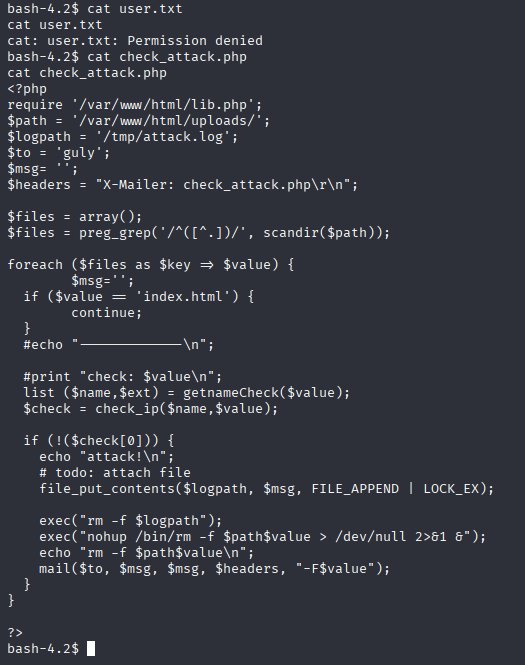 bash-4.2$ cat user.txt
cat user.txt
cat: user.txt: Permission denied
bash-4.2$ cat check_attack.php
cat check_attack.php
<?php
require '/var/www/html/lib.php';
$path = '/var/www/html/uploads/';
$logpath = '/tmp/attack.log';
$to = 'guly';
$msg= '';
$headers = "X-Mailer: check_attack.php\r\n";

$files = array();
$files = preg_grep('/^([^.])/', scandir($path));

foreach ($files as $key => $value) {
        $msg='';
  if ($value == 'index.html') {
        continue;
  }
  #echo "-------------\n";

  #print "check: $value\n";
  list ($name,$ext) = getnameCheck($value);
  $check = check_ip($name,$value);

  if (!($check[0])) {
    echo "attack!\n";
    # todo: attach file
    file_put_contents($logpath, $msg, FILE_APPEND | LOCK_EX);

    exec("rm -f $logpath");
    exec("nohup /bin/rm -f $path$value > /dev/null 2>&1 &");
    echo "rm -f $path$value\n";
    mail($to, $msg, $msg, $headers, "-F$value");
  }
}

?>
bash-4.2$